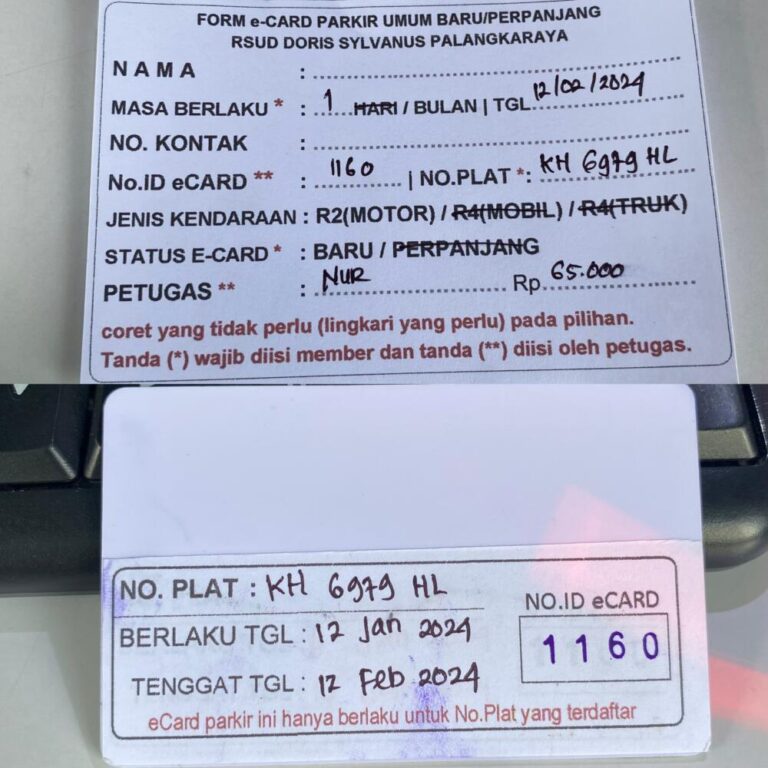 FORM e-CARD PARKIR UMUM BARU/PERPANJANG
RSUD DORIS SYLVANUS PALANGKARAYA
NAMA :
MASA BERLAKU * : 1 HARI / BULAN | TGL 12/02/2024
NO. KONTAK :
No.ID eCARD ** : 1160 | NO.PLAT *: KH 6979 HL
JENIS KENDARAAN : R2(MOTOR) / R4(MOBIL) / R4(TRUK)
STATUS E-CARD * : BARU / PERPANJANG
PETUGAS ** : NUR Rp. 65.000
coret yang tidak perlu (lingkari yang perlu) pada pilihan.
Tanda (*) wajib diisi member dan tanda (**) diisi oleh petugas.
NO. PLAT : KH 6979 HL
NO.ID eCARD
BERLAKU TGL : 12 Jan 2024
1160
TENGGAT TGL : 12 Feb 2024
eCard parkir ini hanya berlaku untuk No.Plat yang terdaftar